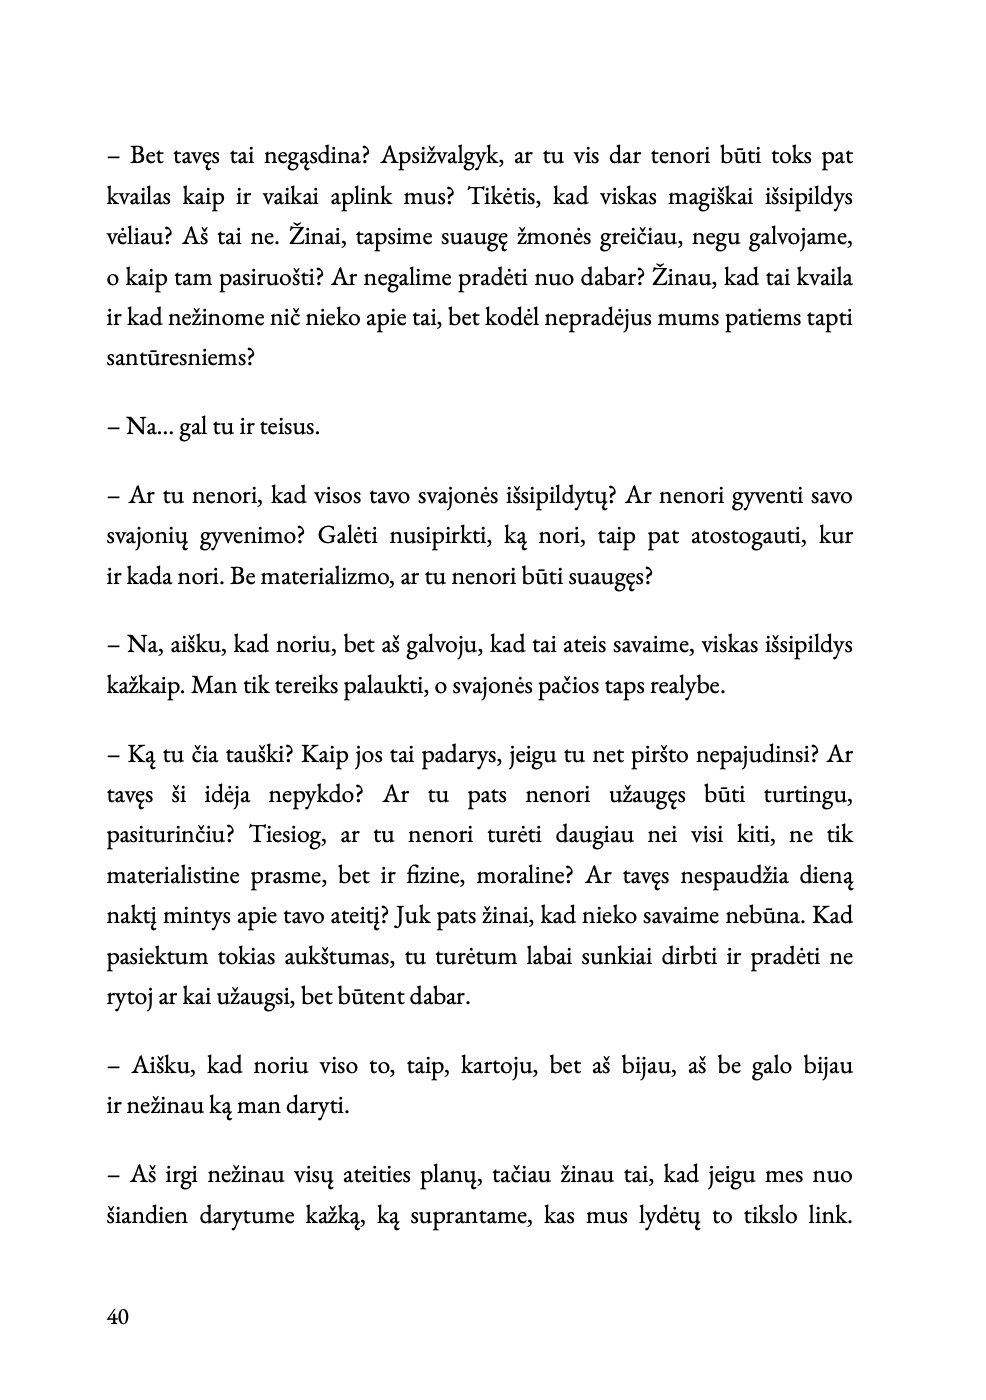 – Bet tavęs tai negąsdina? Apsižvalgyk, ar tu vis dar tenori būti toks pat
kvailas kaip ir vaikai aplink mus? Tikėtis, kad viskas magiškai išsipildys
vėliau? Aš tai ne. Žinai, tapsime suaugę žmonės greičiau, negu galvojame,
o kaip tam pasiruošti? Ar negalime pradėti nuo dabar? Žinau, kad tai kvaila
ir kad nežinome nič nieko apie tai, bet kodėl nepradėjus mums patiems tapti
santūresniems?
– Na... gal tu ir teisus.
– Ar tu nenori, kad visos tavo svajonės išsipildytų? Ar nenori gyventi savo
svajonių gyvenimo? Galėti nusipirkti, ką nori, taip pat atostogauti, kur
ir kada nori. Be materializmo, ar tu nenori būti suaugęs?
– Na, aišku, kad noriu, bet aš galvoju, kad tai ateis savaime, viskas išsipildys
kažkaip. Man tik tereiks palaukti, o svajonės pačios taps realybe.
– Ką tu čia tauški? Kaip jos tai padarys, jeigu tu net piršto nepajudinsi? Ar
tavęs ši idėja nepykdo? Ar tu pats nenori užaugęs būti turtingu,
pasiturinčiu? Tiesiog, ar tu nenori turėti daugiau nei visi kiti, ne tik
materialistine prasme, bet ir fizine, moraline? Ar tavęs nespaudžia dieną
naktį mintys apie tavo ateitį? Juk pats žinai, kad nieko savaime nebūna. Kad
pasiektum tokias aukštumas, tu turėtum labai sunkiai dirbti ir pradėti ne
rytoj ar kai užaugsi, bet būtent dabar.
– Aišku, kad noriu viso to, taip, kartoju, bet aš bijau, aš be galo bijau
ir nežinau ką man daryti.
– Aš irgi nežinau visų ateities planų, tačiau žinau tai, kad jeigu mes nuo
šiandien darytume kažką, ką suprantame, kas mus lydėtų to tikslo link.
40